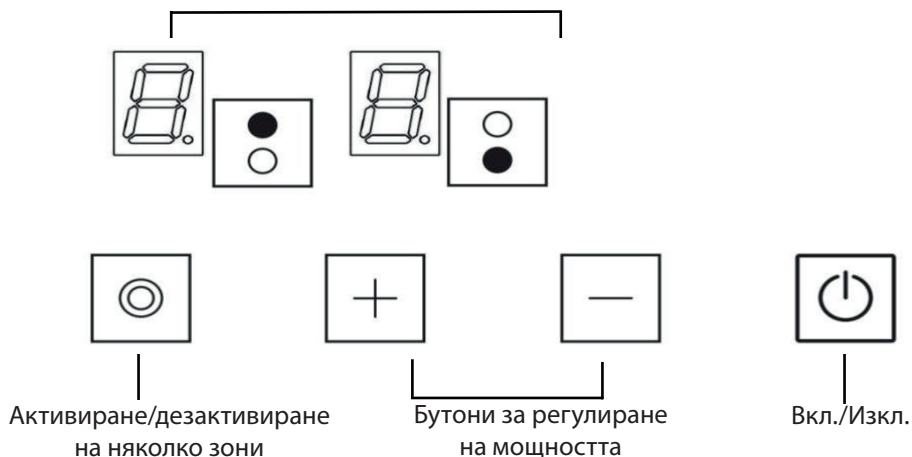 Активиране/дезактивиране
на няколко зони
Бутони за регулиране
на мощността
Вкл./Изкл.